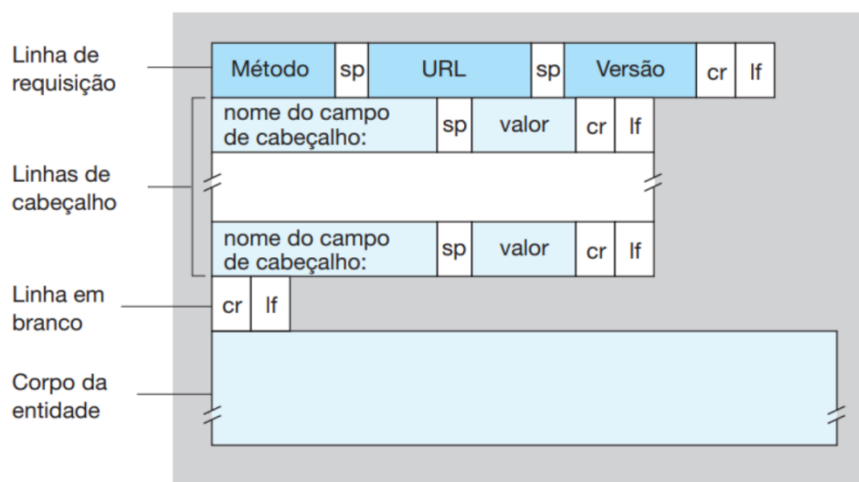 Linha de
requisição
Método sp URL sp Versão cr lf
nome do campo
de cabeçalho:
sp valor cr lf
Linhas de
cabeçalho
nome do campo
de cabeçalho:
sp valor cr lf
Linha em
branco
cr lf
Corpo da
entidade